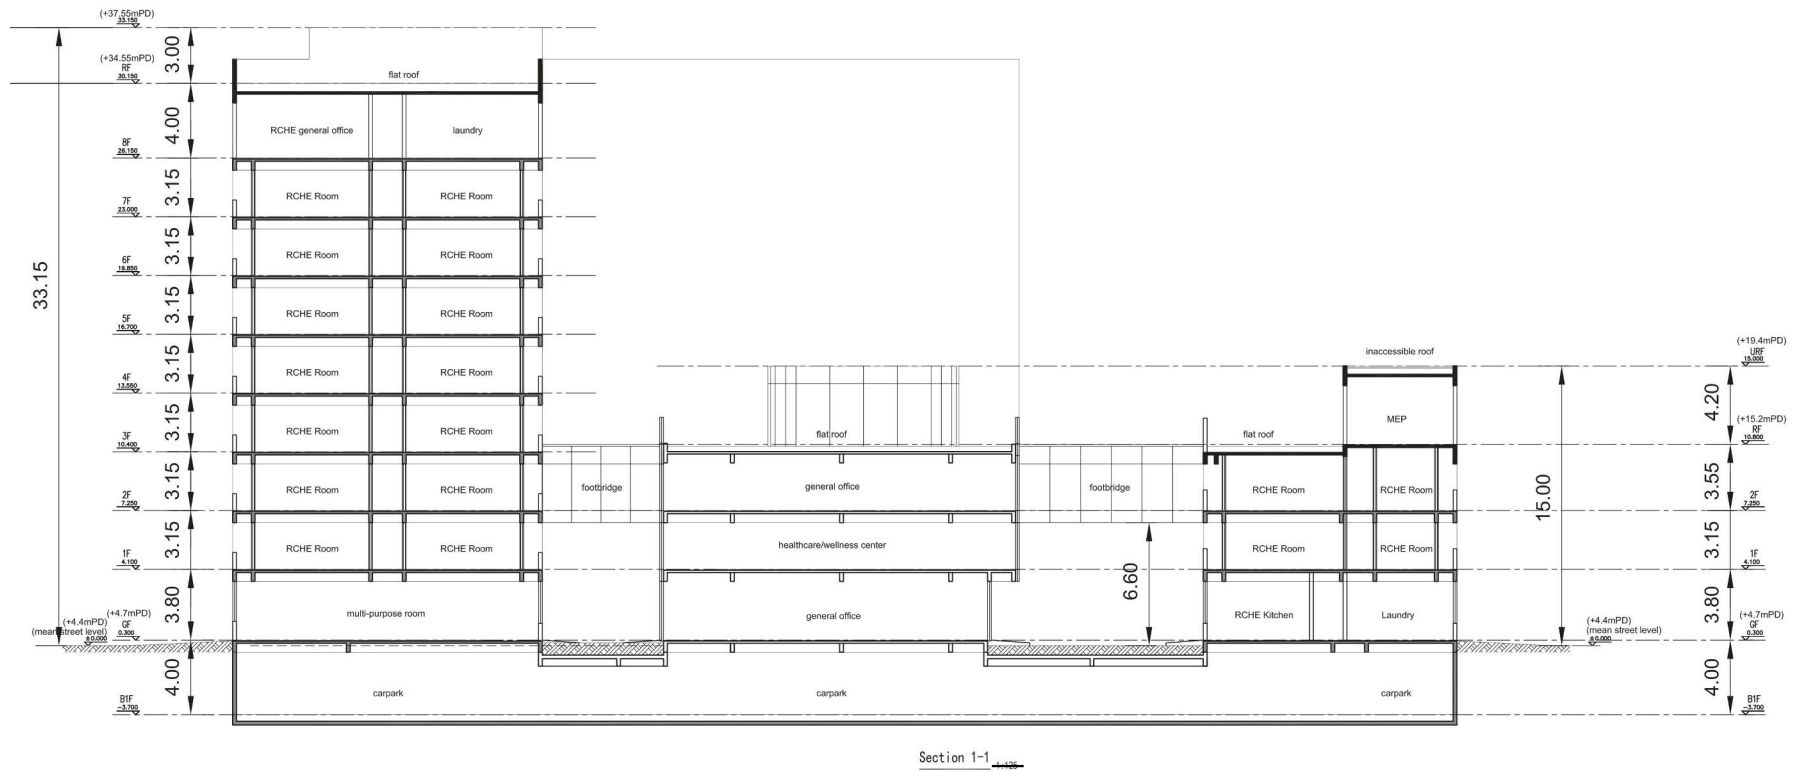 (+37.55mPD)
33.150
(+34.55mPD)
RF
30.150
3.00
flat roof
4.00
RCHE general office
laundry
8F
26.150
3.15
RCHE Room
RCHE Room
7F
23.000
3.15
RCHE Room
RCHE Room
6F
19.850
33.15
3.15
RCHE Room
RCHE Room
5F
16.700
3.15
RCHE Room
RCHE Room
4F
13.550
3.15
RCHE Room
RCHE Room
3F
10.400
3.15
RCHE Room
RCHE Room
2F
7.250
3.15
RCHE Room
RCHE Room
1F
4.100
3.80
multi-purpose room
(+4.7mPD)
GF
0.300
(+4.4mPD)
(mean street level)
±0.000
4.00
carpark
B1F
-3.700
flat roof
footbridge
general office
footbridge
healthcare/wellness center
6.60
general office
carpark
inaccessible roof
MEP
flat roof
RCHE Room
RCHE Room
RCHE Room
RCHE Room
RCHE Kitchen
Laundry
carpark
15.00
(+19.4mPD)
URF
15.000
4.20
(+15.2mPD)
RF
10.800
3.55
2F
7.250
3.15
1F
4.100
3.80
(+4.7mPD)
GF
0.300
(+4.4mPD)
(mean street level)
±0.000
4.00
B1F
-3.700
Section 1-1
1:125